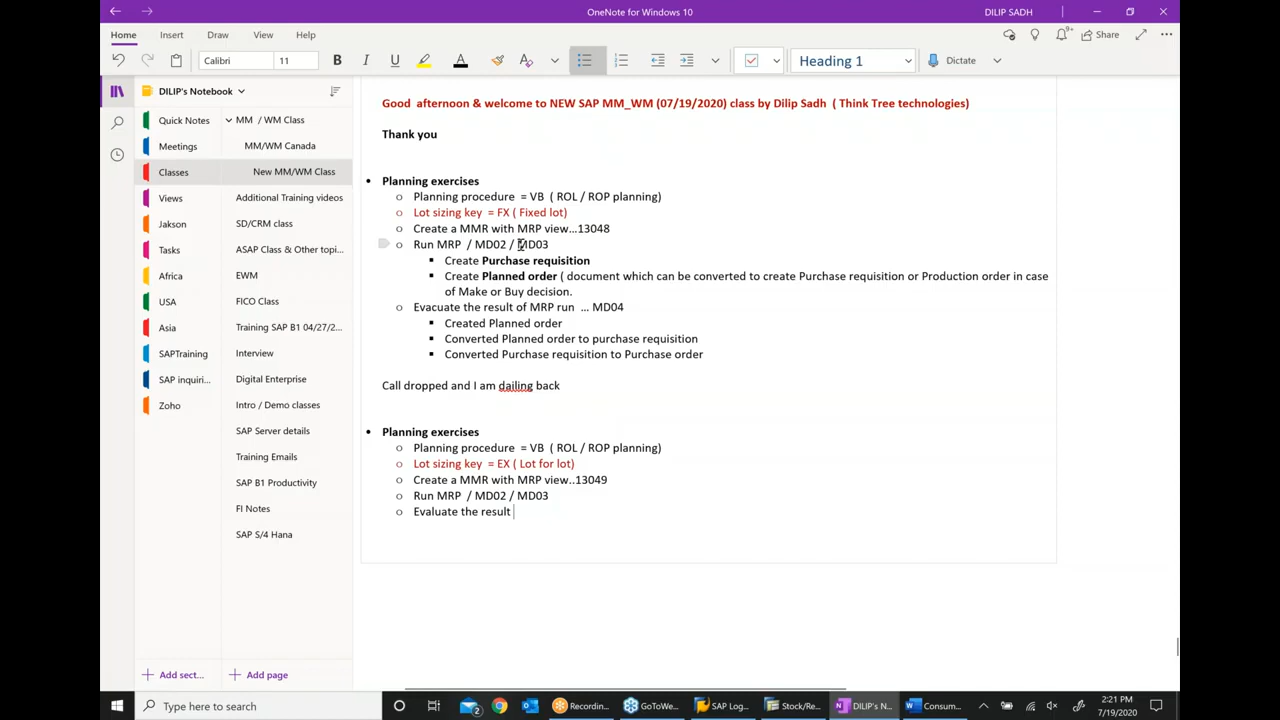 OneNote for Windows 10
DILIP SADH
Home Insert Draw View Help
9+ Share
Calibri 11 B I U A Heading 1 Dictate
DILIP's Notebook
Quick Notes
Meetings
Classes
Views
Jakson
Tasks
Africa
USA
Asia
SAPTraining
SAP inquiri...
Zoho
MM / WM Class
MM/WM Canada
New MM/WM Class
Additional Training videos
SD/CRM class
ASAP Class & Other topic...
EWM
FICO Class
Training SAP B1 04/27/2...
Interview
Digital Enterprise
Intro / Demo classes
SAP Server details
Training Emails
SAP B1 Productivity
FI Notes
SAP S/4 Hana
Add sect...
Add page
Good afternoon & welcome to NEW SAP MM_WM (07/19/2020) class by Dilip Sadh ( Think Tree technologies)
Thank you
• Planning exercises
o Planning procedure = VB ( ROL / ROP planning)
o Lot sizing key = FX ( Fixed lot)
o Create a MMR with MRP view...13048
o Run MRP / MD02 / MD03
▪ Create Purchase requisition
▪ Create Planned order ( document which can be converted to create Purchase requisition or Production order in case
of Make or Buy decision.
o Evacuate the result of MRP run ... MD04
▪ Created Planned order
▪ Converted Planned order to purchase requisition
▪ Converted Purchase requisition to Purchase order
Call dropped and I am dailing back
• Planning exercises
o Planning procedure = VB ( ROL / ROP planning)
o Lot sizing key = EX ( Lot for lot)
o Create a MMR with MRP view..13049
o Run MRP / MD02 / MD03
o Evaluate the result
Type here to search
2
Recordin...
GoToWe...
SAP Log...
Stock/Re...
DILIP's N...
Consum...
2:21 PM
7/19/2020